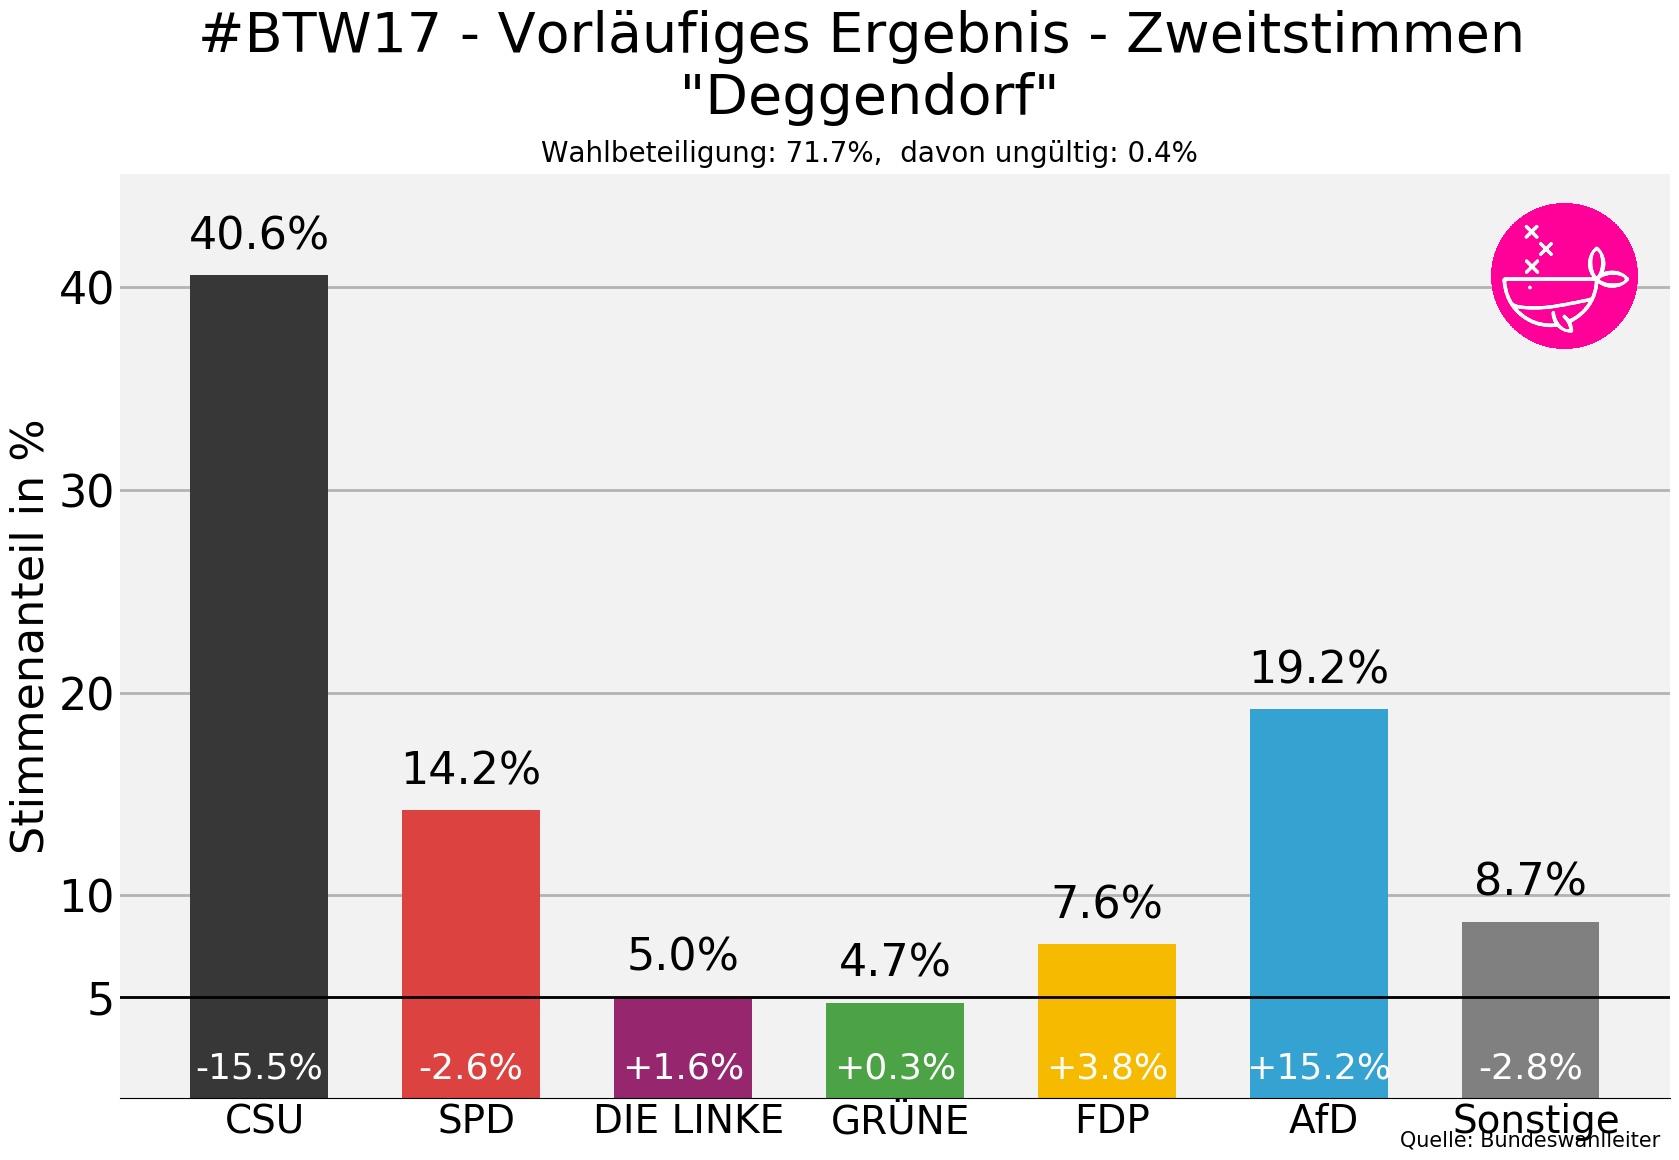 #BTW17 - Vorläufiges Ergebnis - Zweitstimmen
"Deggendorf"
Wahlbeteiligung: 71.7%,  davon ungültig: 0.4%
Stimmenanteil in %
40
30
20
10
5
40.6%
14.2%
5.0%
4.7%
7.6%
19.2%
8.7%
-15.5%
-2.6%
+1.6%
+0.3%
+3.8%
+15.2%
-2.8%
CSU
SPD
DIE LINKE
GRÜNE
FDP
AfD
Sonstige
Quelle: Bundeswahlleiter